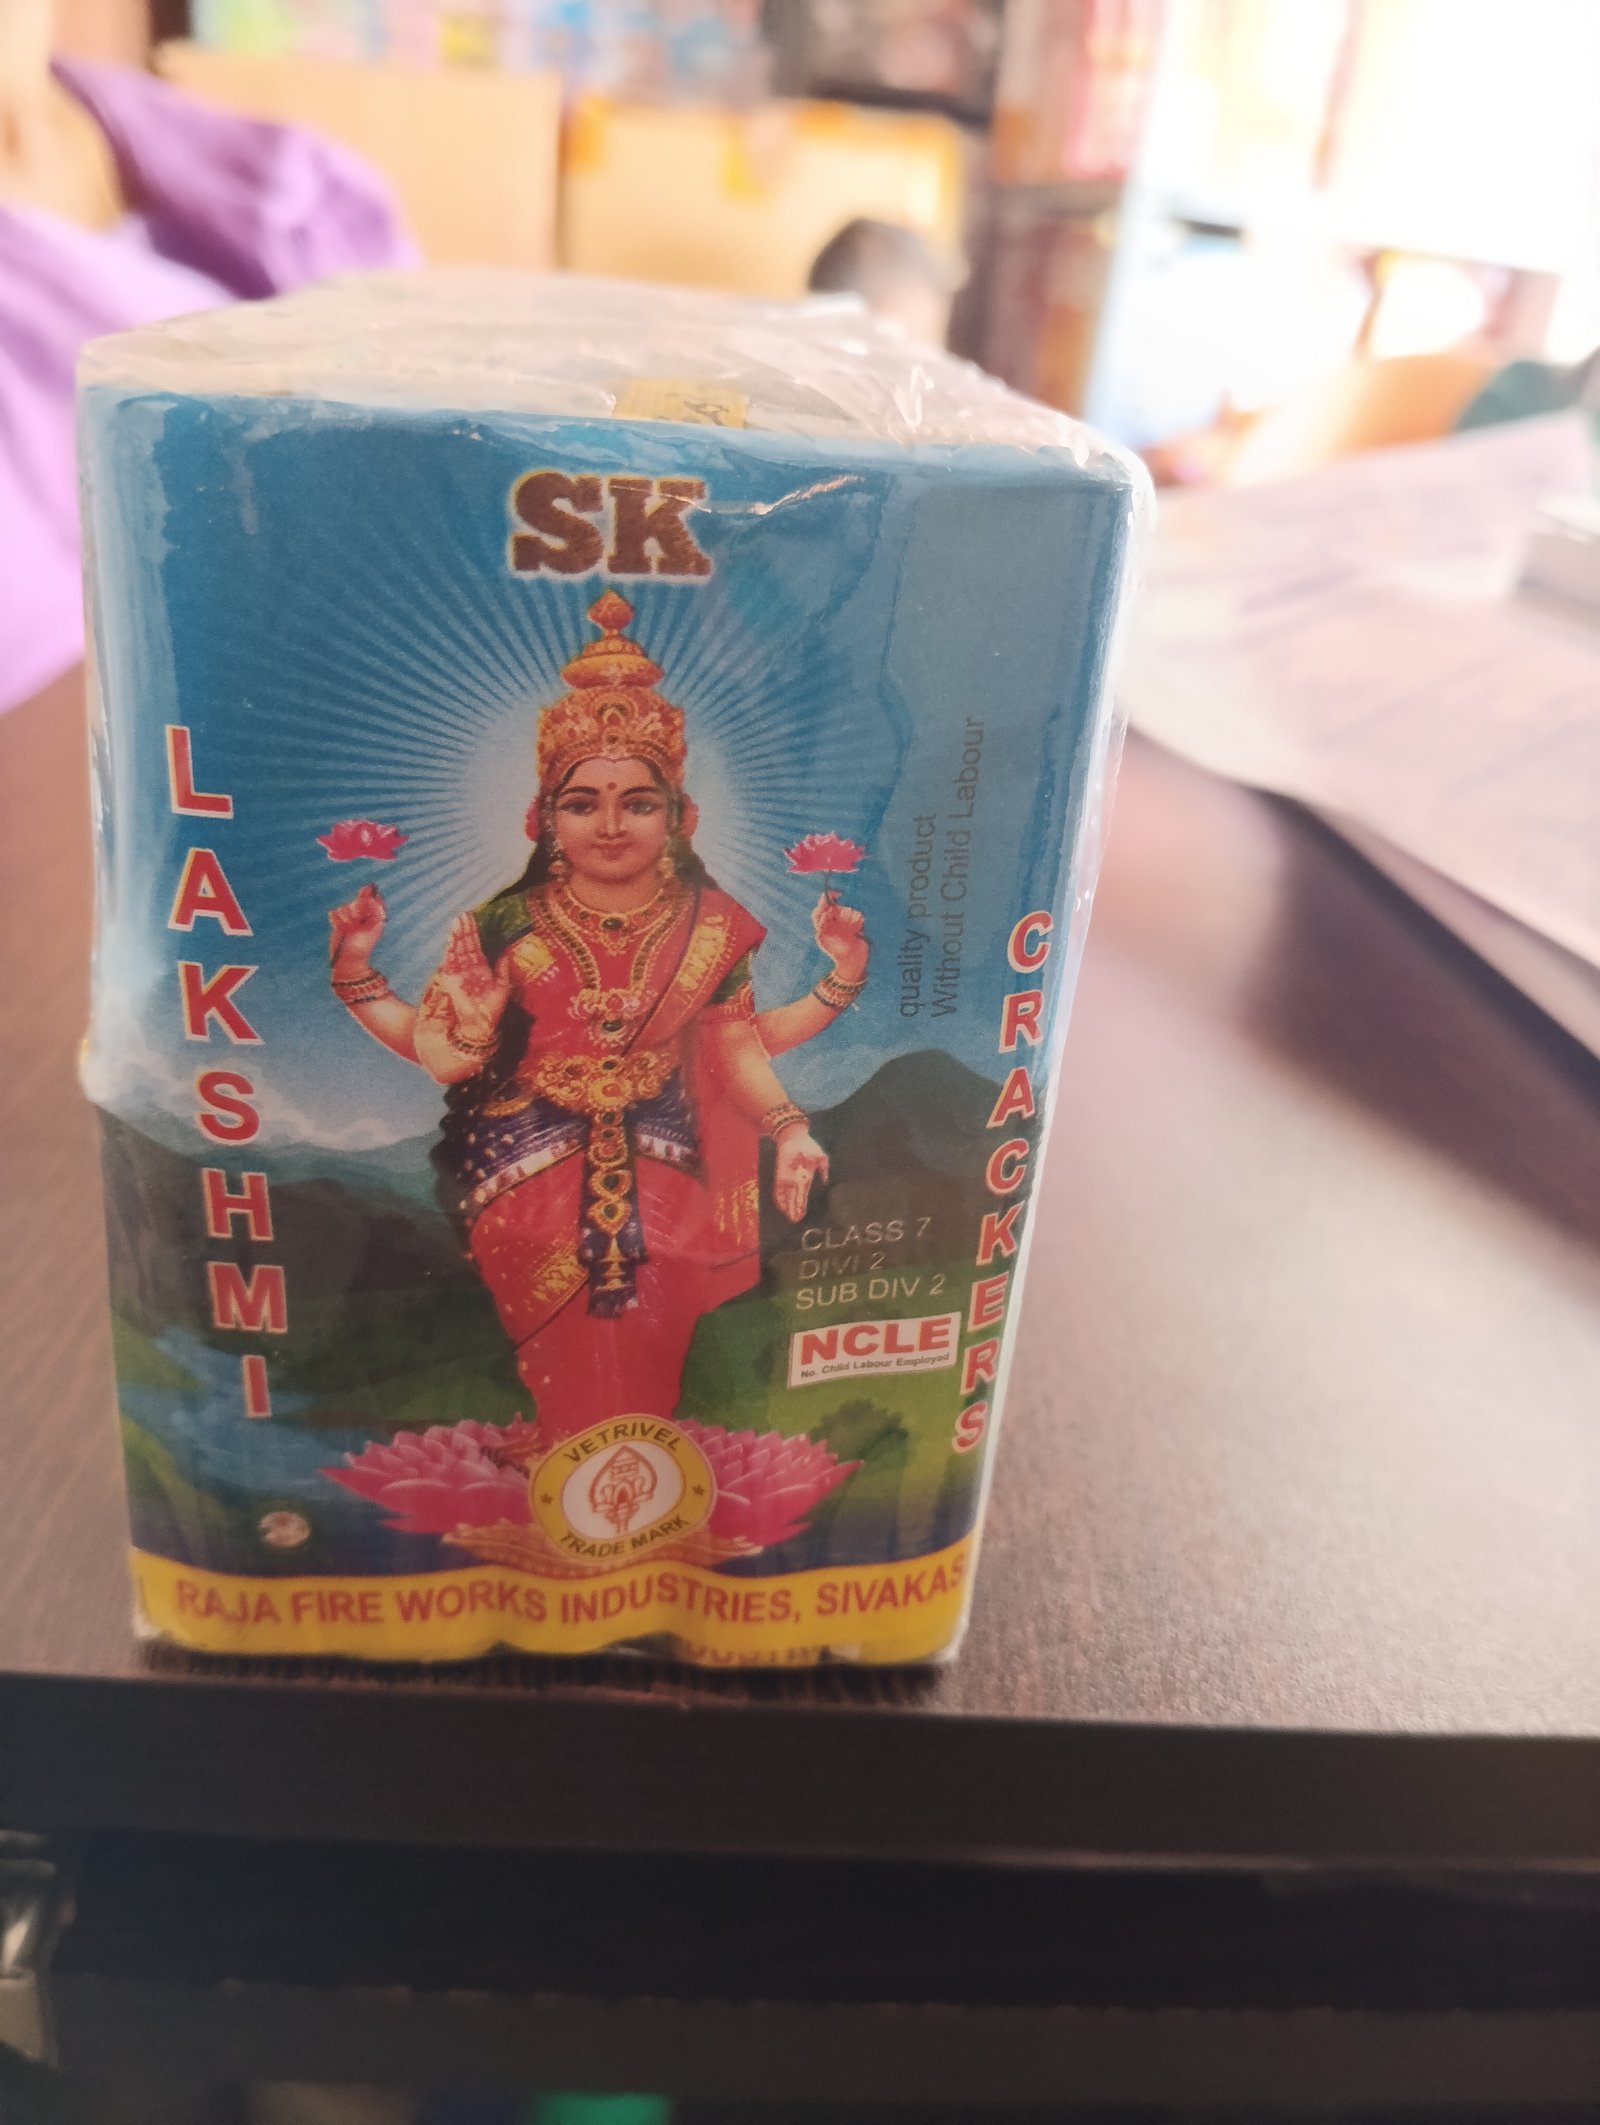 SK
LAKSHMI
quality product
Without Child Labour
CRACKERS
CLASS 7
DIVI 2
SUB DIV 2
NCLE
No. Child Labour Employed
VETRIVEL
TRADE MARK
RAJA FIRE WORKS INDUSTRIES, SIVAKAS